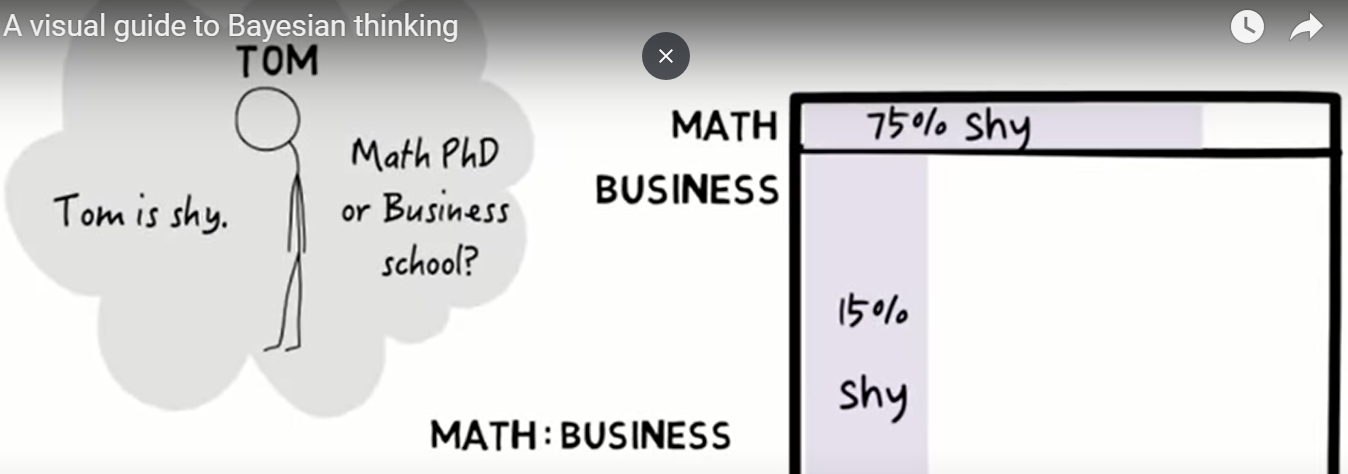 A visual guide to Bayesian thinking
TOM
Tom is shy.
Math PhD
or Business
school?
MATH
75% shy
BUSINESS
15%
shy
MATH : BUSINESS